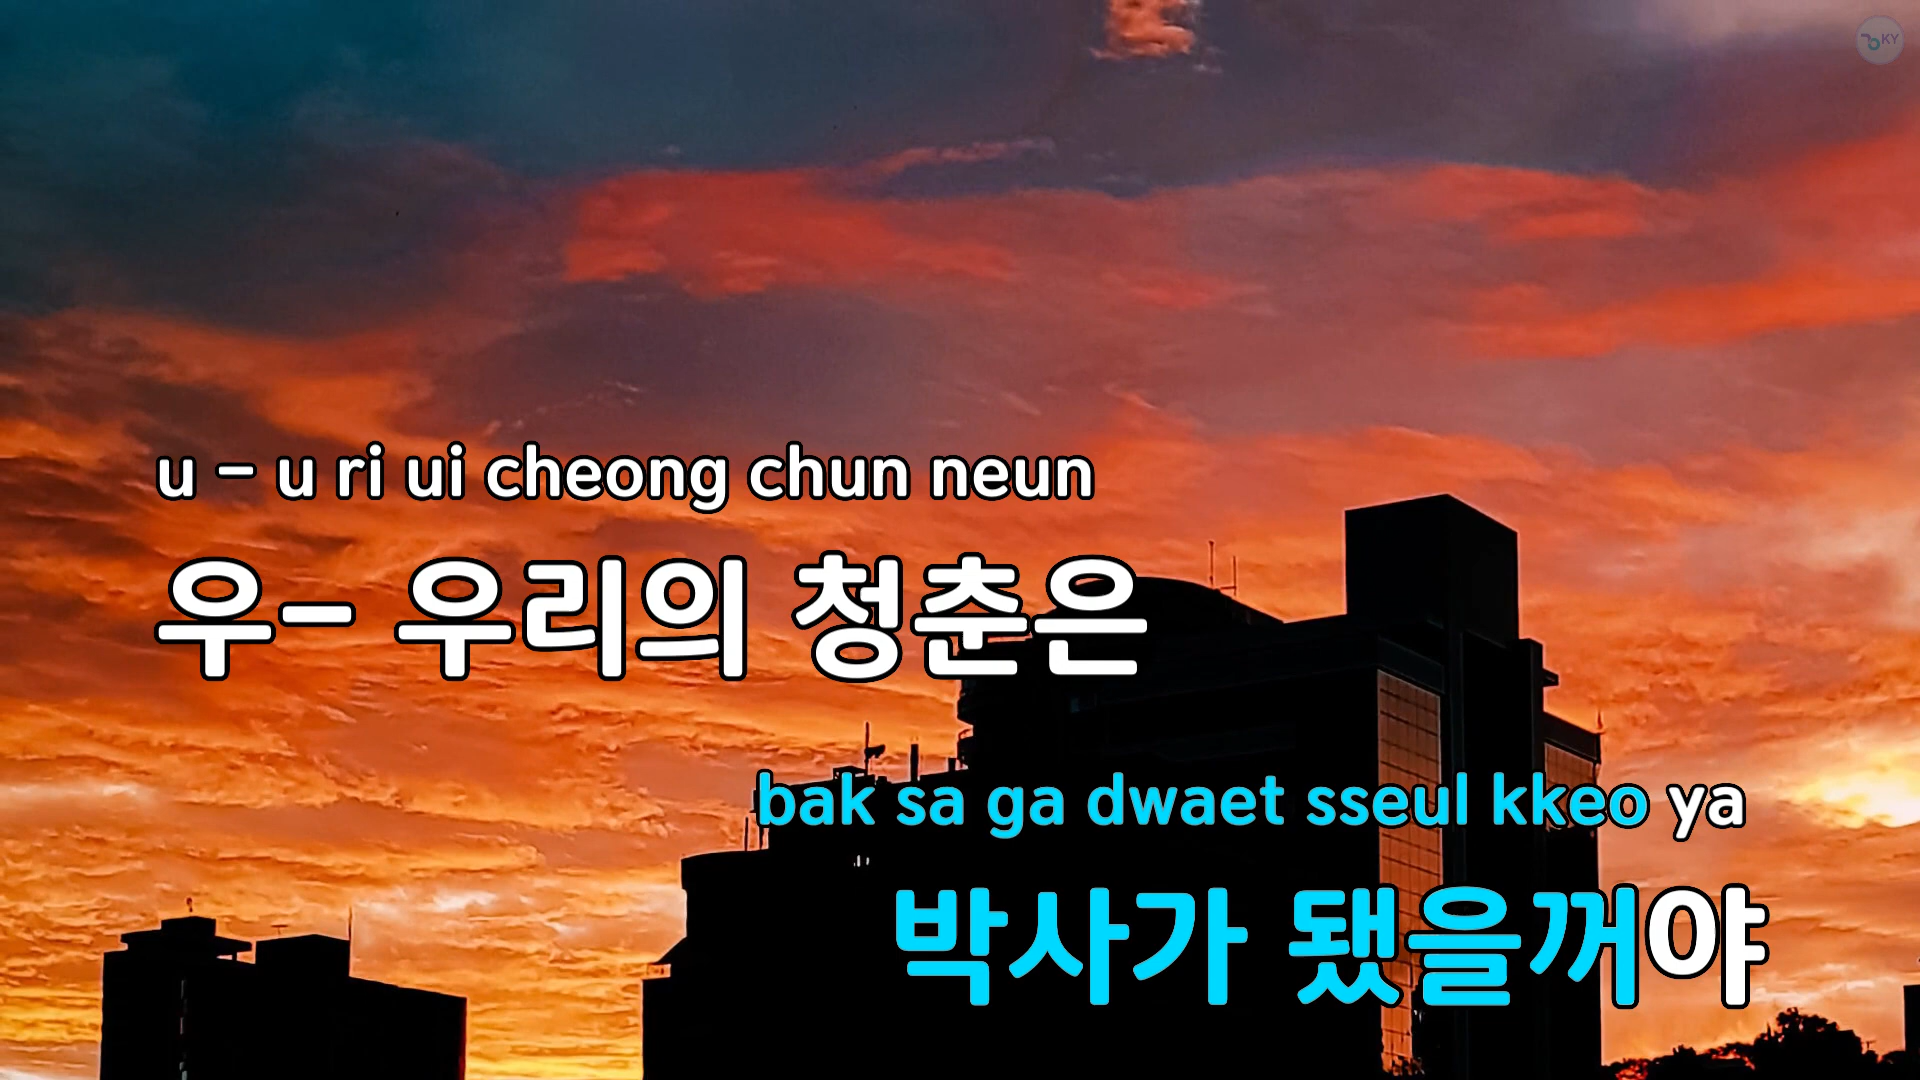 KY
u – u ri ui cheong chun neun
우– 우리의 청춘은
bak sa ga dwaet sseul kkeo ya
박사가 됐을꺼야